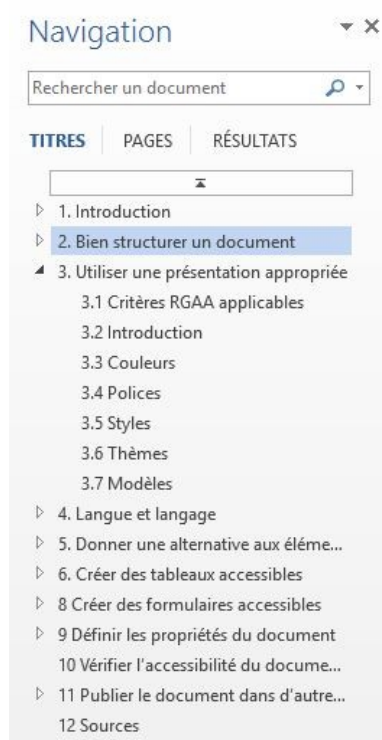 Navigation
Rechercher un document
TITRES PAGES RÉSULTATS
1. Introduction
2. Bien structurer un document
3. Utiliser une présentation appropriée
3.1 Critères RGAA applicables
3.2 Introduction
3.3 Couleurs
3.4 Polices
3.5 Styles
3.6 Thèmes
3.7 Modèles
4. Langue et langage
5. Donner une alternative aux éléme...
6. Créer des tableaux accessibles
8 Créer des formulaires accessibles
9 Définir les propriétés du document
10 Vérifier l'accessibilité du docume...
11 Publier le document dans d'autre...
12 Sources